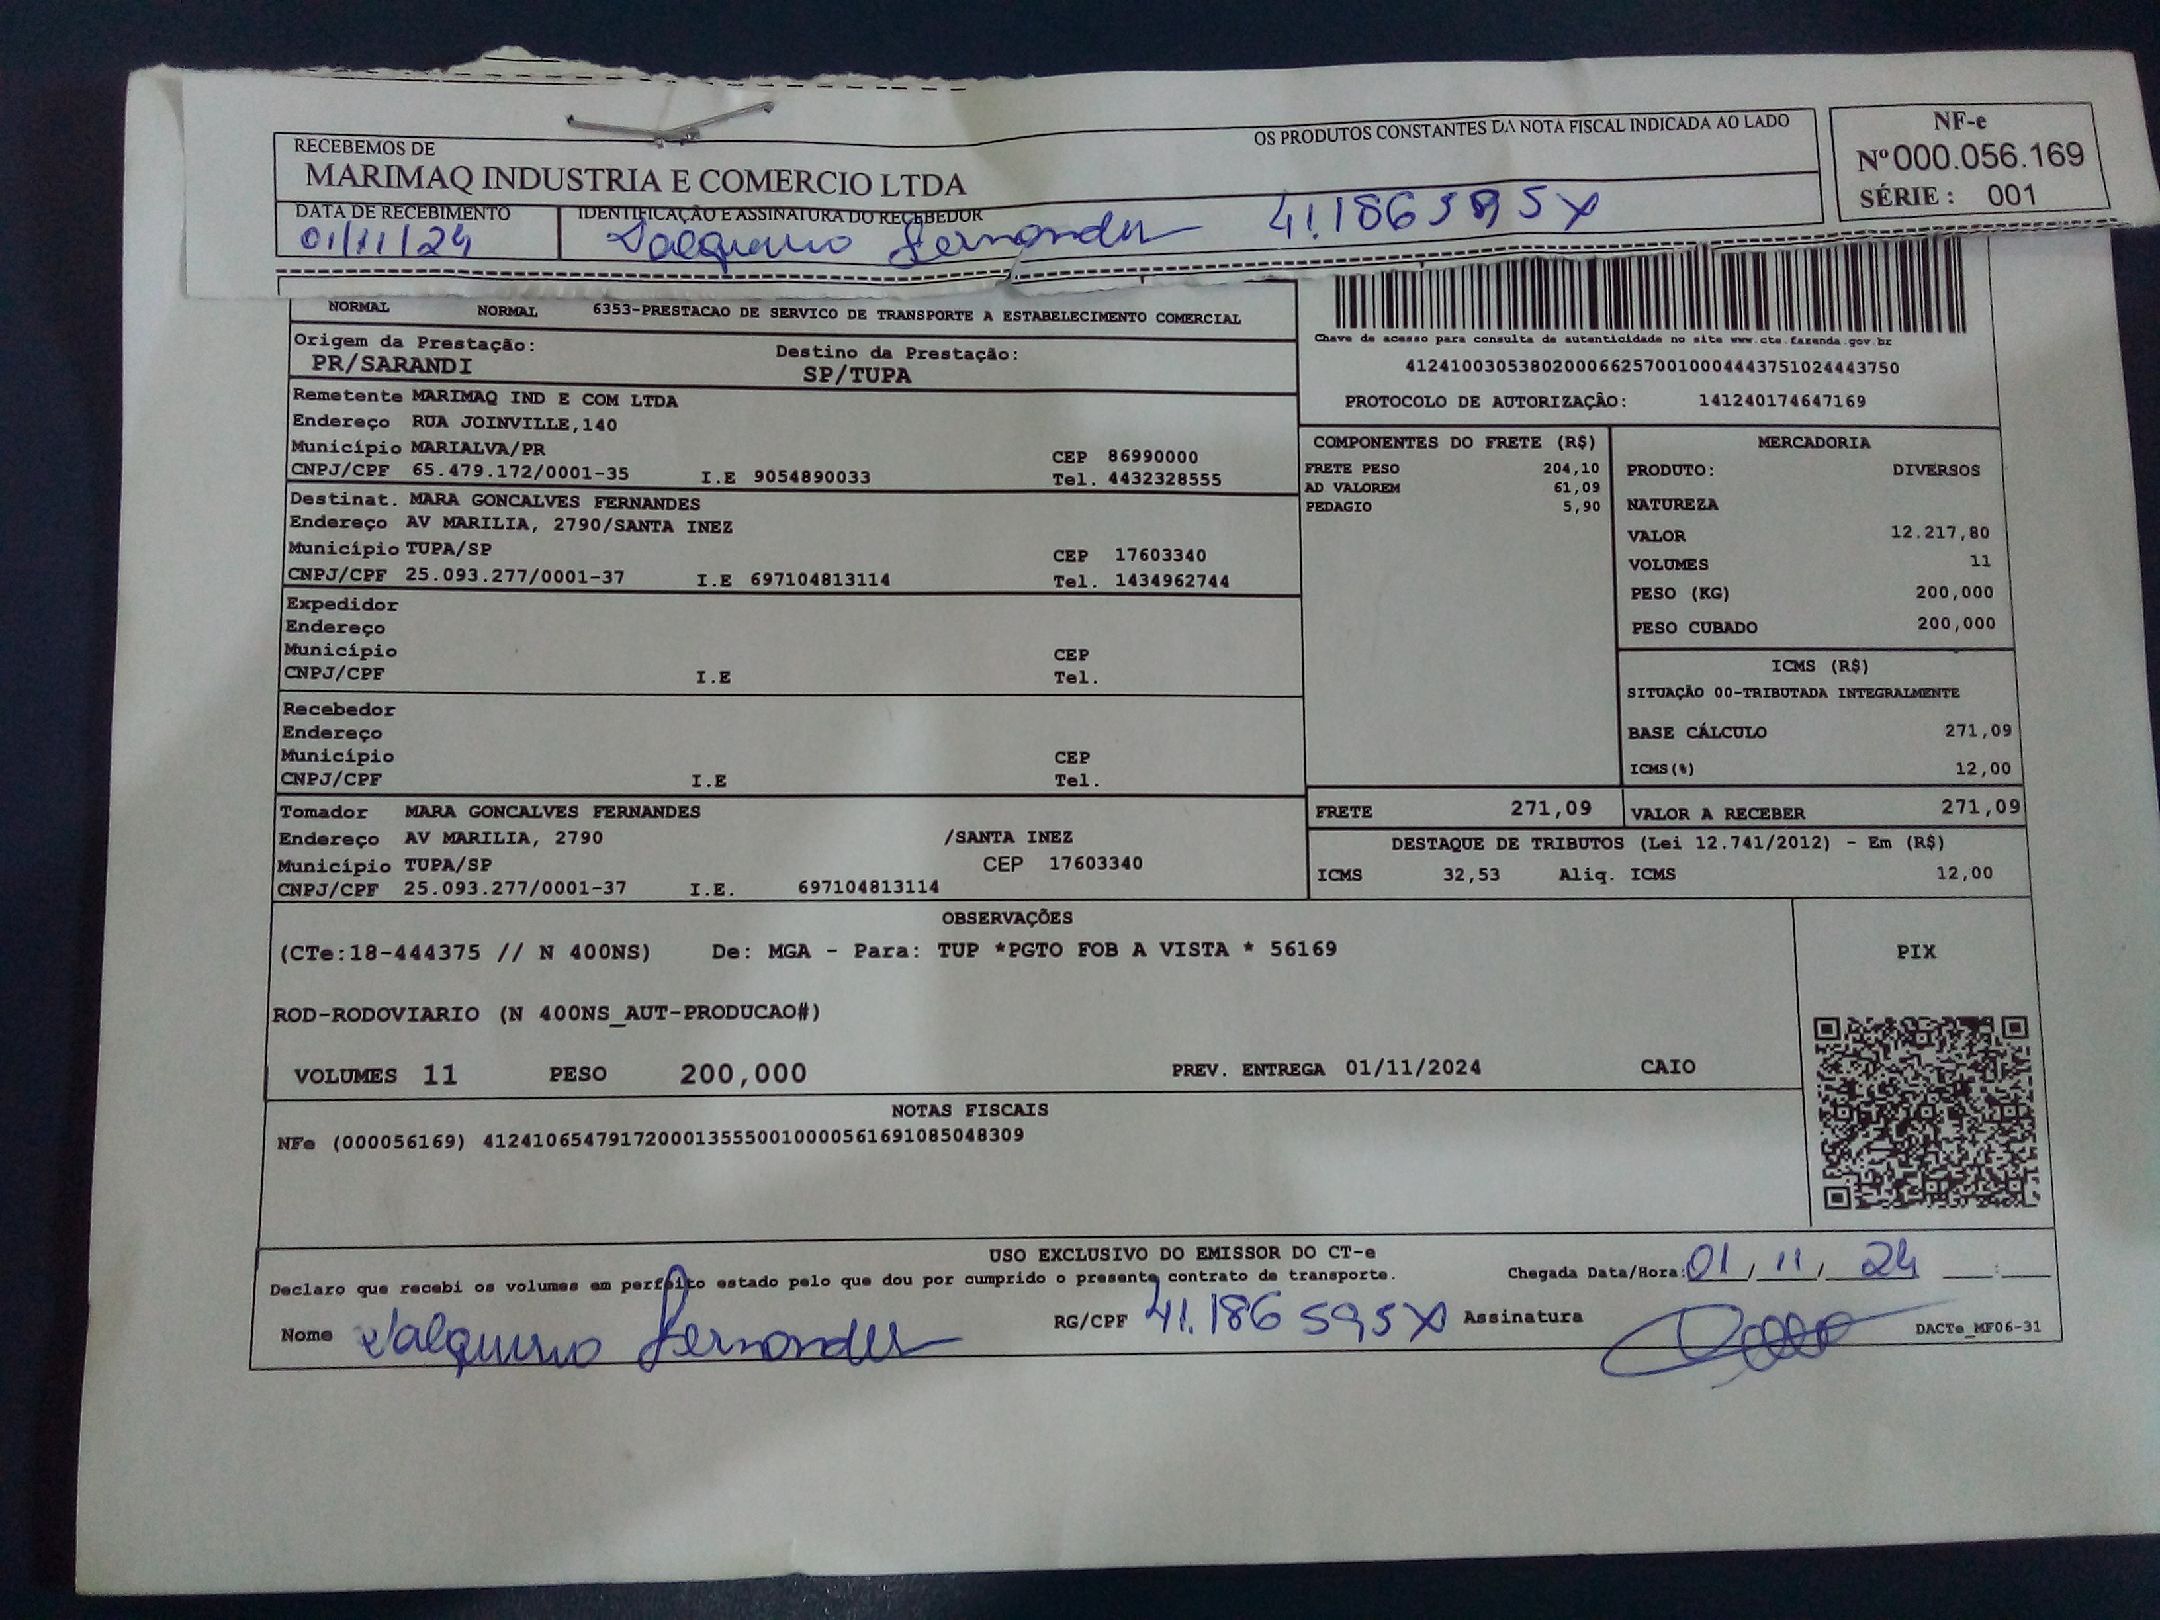 RECEBEMOS DE OS PRODUTOS CONSTANTES DA NOTA FISCAL INDICADA AO LADO
MARIMAQ INDUSTRIA E COMERCIO LTDA
NF-e
Nº 000.056.169
SÉRIE : 001
DATA DE RECEBIMENTO IDENTIFICAÇÃO E ASSINATURA DO RECEBEDOR
01/11/24 Fernandes 41.186595X
NORMAL NORMAL 6353-PRESTACAO DE SERVICO DE TRANSPORTE A ESTABELECIMENTO COMERCIAL
Origem da Prestação: Destino da Prestação:
PR/SARANDI SP/TUPA
Chave de acesso para consulta de autenticidade no site www.cte.fazenda.gov.br
41241003053802000662570010004443751024443750
PROTOCOLO DE AUTORIZAÇÃO: 141240174647169
Remetente MARIMAQ IND E COM LTDA
Endereço RUA JOINVILLE,140
Município MARIALVA/PR CEP 86990000
CNPJ/CPF 65.479.172/0001-35 I.E 9054890033 Tel. 4432328555
Destinat. MARA GONCALVES FERNANDES
Endereço AV MARILIA, 2790/SANTA INEZ
Município TUPA/SP CEP 17603340
CNPJ/CPF 25.093.277/0001-37 I.E 697104813114 Tel. 1434962744
Expedidor
Endereço
Município CEP
CNPJ/CPF I.E Tel.
Recebedor
Endereço
Município CEP
CNPJ/CPF I.E Tel.
Tomador MARA GONCALVES FERNANDES
Endereço AV MARILIA, 2790 /SANTA INEZ
Município TUPA/SP CEP 17603340
CNPJ/CPF 25.093.277/0001-37 I.E. 697104813114
COMPONENTES DO FRETE (R$)
FRETE PESO 204,10
AD VALOREM 61,09
PEDAGIO 5,90
MERCADORIA
PRODUTO: DIVERSOS
NATUREZA
VALOR 12.217,80
VOLUMES 11
PESO (KG) 200,000
PESO CUBADO 200,000
ICMS (R$)
SITUAÇÃO 00-TRIBUTADA INTEGRALMENTE
BASE CÁLCULO 271,09
ICMS(%) 12,00
FRETE 271,09 VALOR A RECEBER 271,09
DESTAQUE DE TRIBUTOS (Lei 12.741/2012) - Em (R$)
ICMS 32,53 Aliq. ICMS 12,00
OBSERVAÇÕES
(CTe:18-444375 // N 400NS) De: MGA - Para: TUP *PGTO FOB A VISTA * 56169
PIX
ROD-RODOVIARIO (N 400NS_AUT-PRODUCAO#)
VOLUMES 11 PESO 200,000 PREV. ENTREGA 01/11/2024 CAIO
NOTAS FISCAIS
NFe (000056169) 41241065479172000135550010000561691085048309
USO EXCLUSIVO DO EMISSOR DO CT-e
Declaro que recebi os volumes em perfeito estado pelo que dou por cumprido o presente contrato de transporte. Chegada Data/Hora: 01/11/24 __:__
Nome Fernandes RG/CPF 41.186595X Assinatura
DACTe_MF06-31